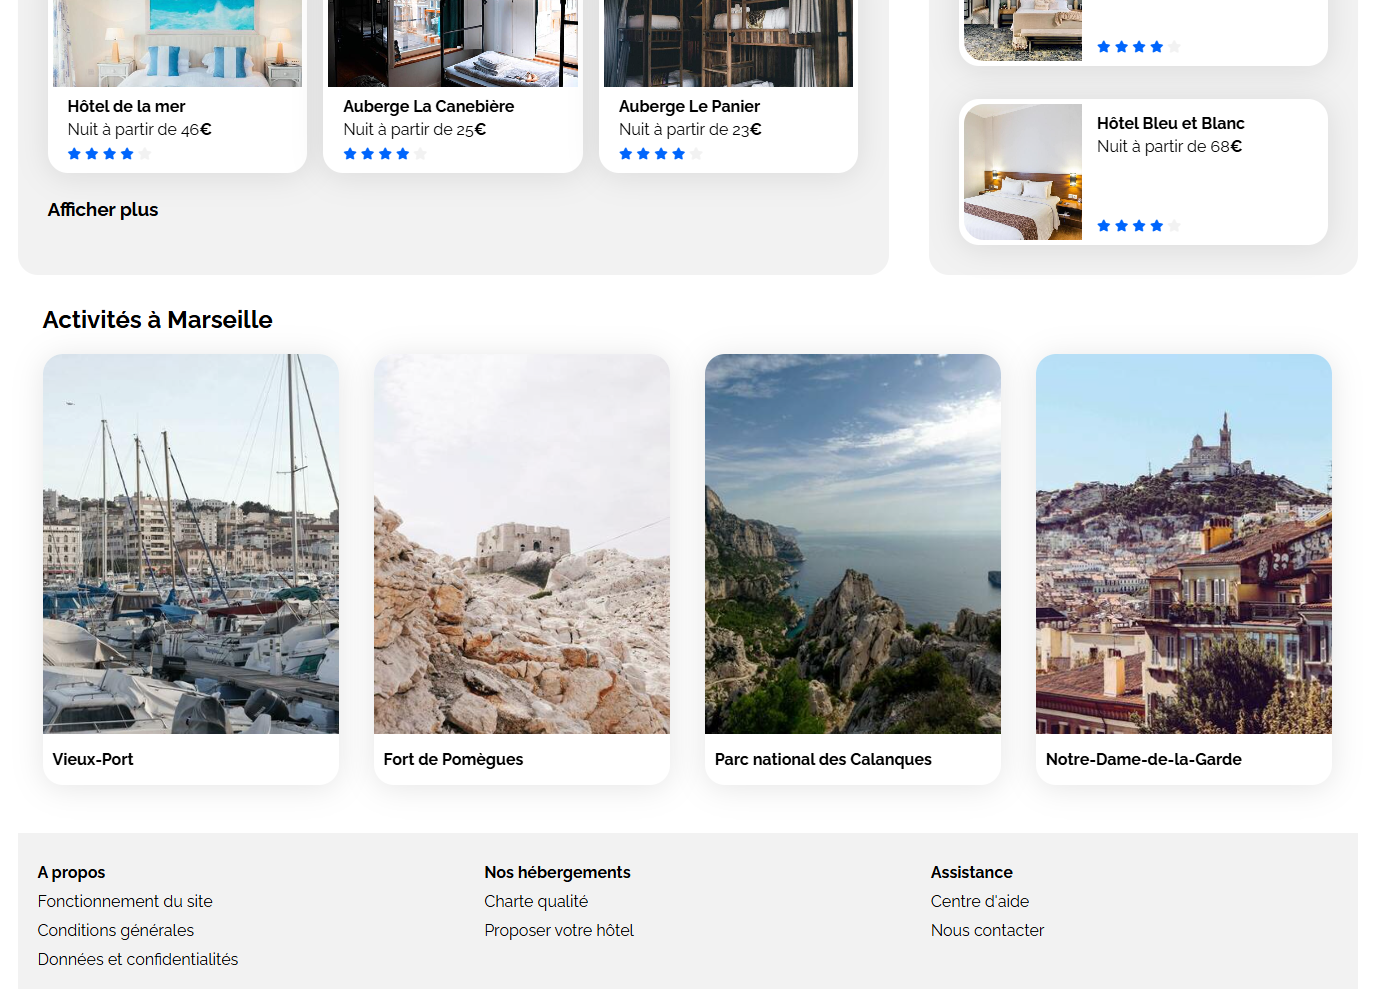 Hôtel de la mer
Nuit à partir de 46€
Auberge La Canebière
Nuit à partir de 25€
Auberge Le Panier
Nuit à partir de 23€
Afficher plus
Hôtel Bleu et Blanc
Nuit à partir de 68€
Activités à Marseille
Vieux-Port
Fort de Pomègues
Parc national des Calanques
Notre-Dame-de-la-Garde
A propos
Fonctionnement du site
Conditions générales
Données et confidentialités
Nos hébergements
Charte qualité
Proposer votre hôtel
Assistance
Centre d'aide
Nous contacter